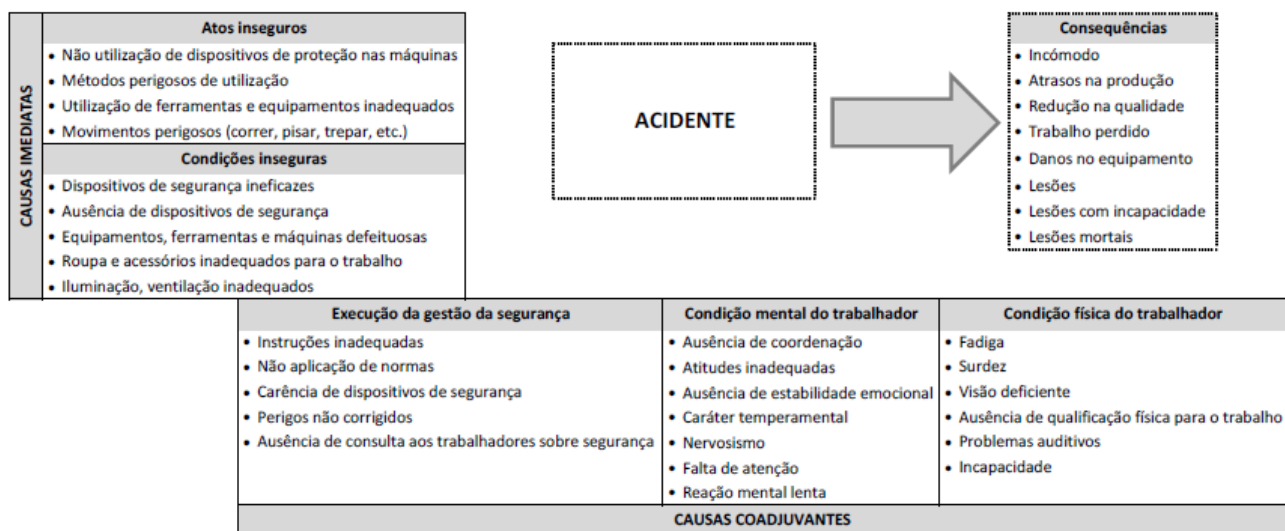 CAUSAS IMEDIATAS
Atos inseguros
• Não utilização de dispositivos de proteção nas máquinas
• Métodos perigosos de utilização
• Utilização de ferramentas e equipamentos inadequados
• Movimentos perigosos (correr, pisar, trepar, etc.)
Condições inseguras
• Dispositivos de segurança ineficazes
• Ausência de dispositivos de segurança
• Equipamentos, ferramentas e máquinas defeituosas
• Roupa e acessórios inadequados para o trabalho
• Iluminação, ventilação inadequados
ACIDENTE
Consequências
• Incómodo
• Atrasos na produção
• Redução na qualidade
• Trabalho perdido
• Danos no equipamento
• Lesões
• Lesões com incapacidade
• Lesões mortais
Execução da gestão da segurança
• Instruções inadequadas
• Não aplicação de normas
• Carência de dispositivos de segurança
• Perigos não corrigidos
• Ausência de consulta aos trabalhadores sobre segurança
Condição mental do trabalhador
• Ausência de coordenação
• Atitudes inadequadas
• Ausência de estabilidade emocional
• Caráter temperamental
• Nervosismo
• Falta de atenção
• Reação mental lenta
Condição física do trabalhador
• Fadiga
• Surdez
• Visão deficiente
• Ausência de qualificação física para o trabalho
• Problemas auditivos
• Incapacidade
CAUSAS COADJUVANTES